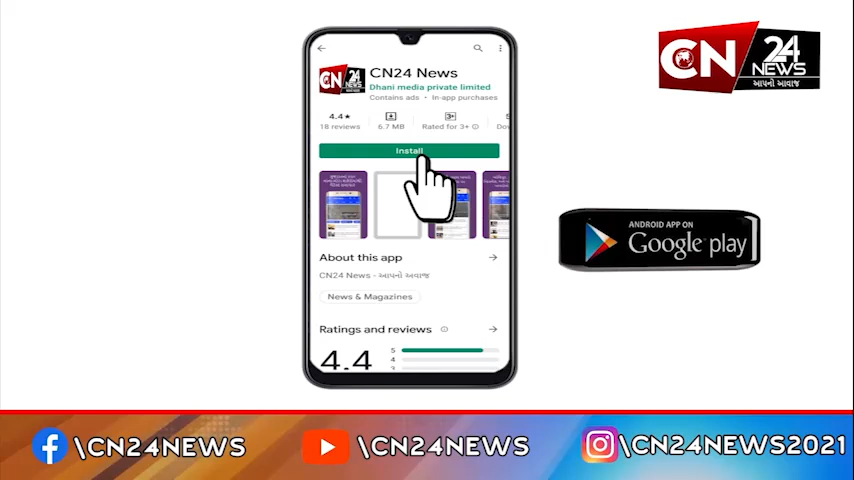 CN 24
NEWS
આપનો અવાજ
CN 24
NEWS
CN24 News
Dhani media private limited
Contains ads • In-app purchases
4.4★
18 reviews
6.7 MB
3+
Rated for 3+
Install
About this app
CN24 News - આપનો અવાજ
News & Magazines
Ratings and reviews
4.4
5
4
3
ANDROID APP ON
Google play
\CN24NEWS
\CN24NEWS
\CN24NEWS2021